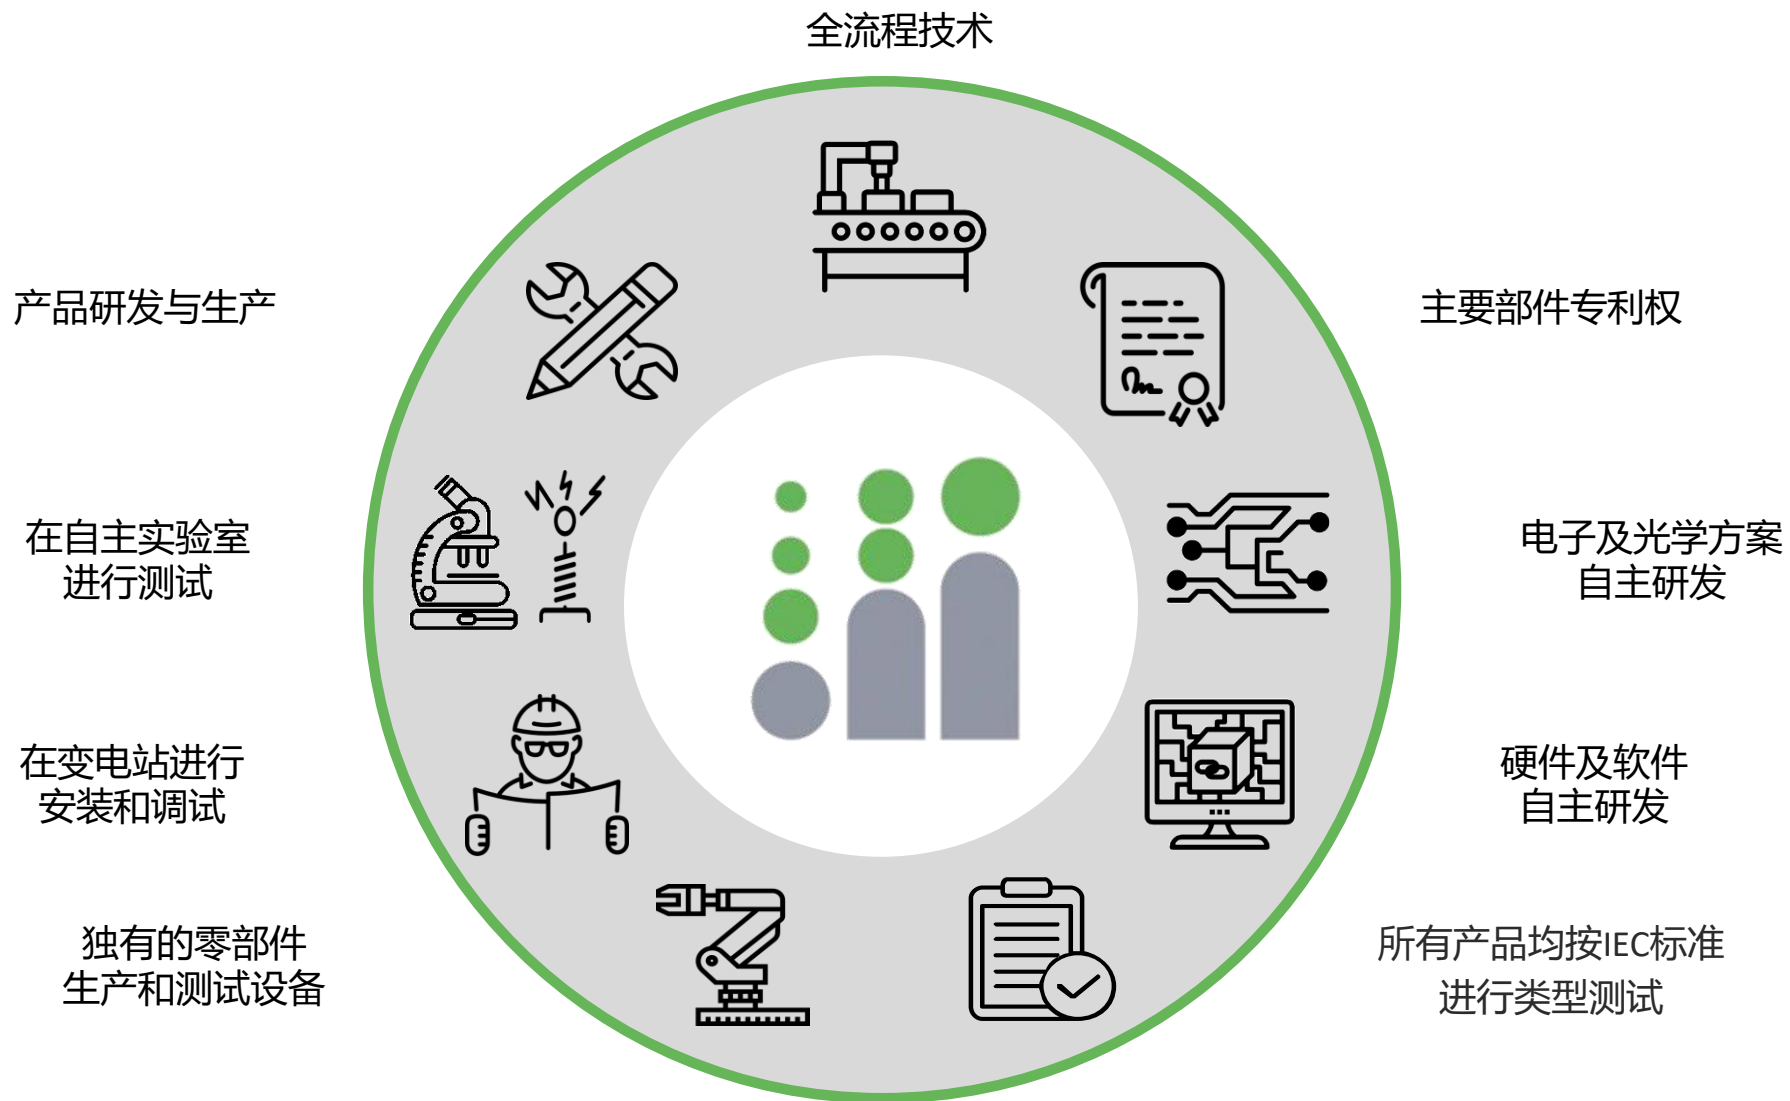 全流程技术
产品研发与生产
主要部件专利权
在自主实验室
进行测试
电子及光学方案
自主研发
在变电站进行
安装和调试
硬件及软件
自主研发
独有的零部件
生产和测试设备
所有产品均按IEC标准
进行类型测试